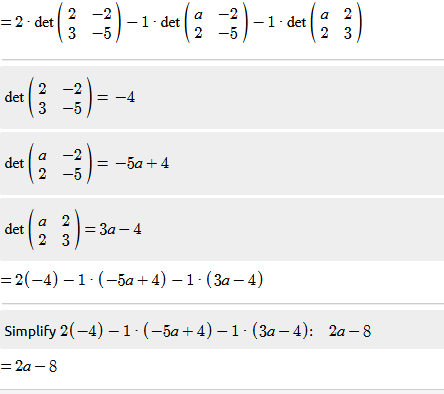 = 2 · det ( 2 −2 ; 3 −5 ) − 1 · det ( a −2 ; 2 −5 ) − 1 · det ( a 2 ; 2 3 )
det ( 2 −2 ; 3 −5 ) = −4
det ( a −2 ; 2 −5 ) = −5a + 4
det ( a 2 ; 2 3 ) = 3a − 4
= 2(−4) − 1 · (−5a + 4) − 1 · (3a − 4)
Simplify 2(−4) − 1 · (−5a + 4) − 1 · (3a − 4): 2a − 8
= 2a − 8